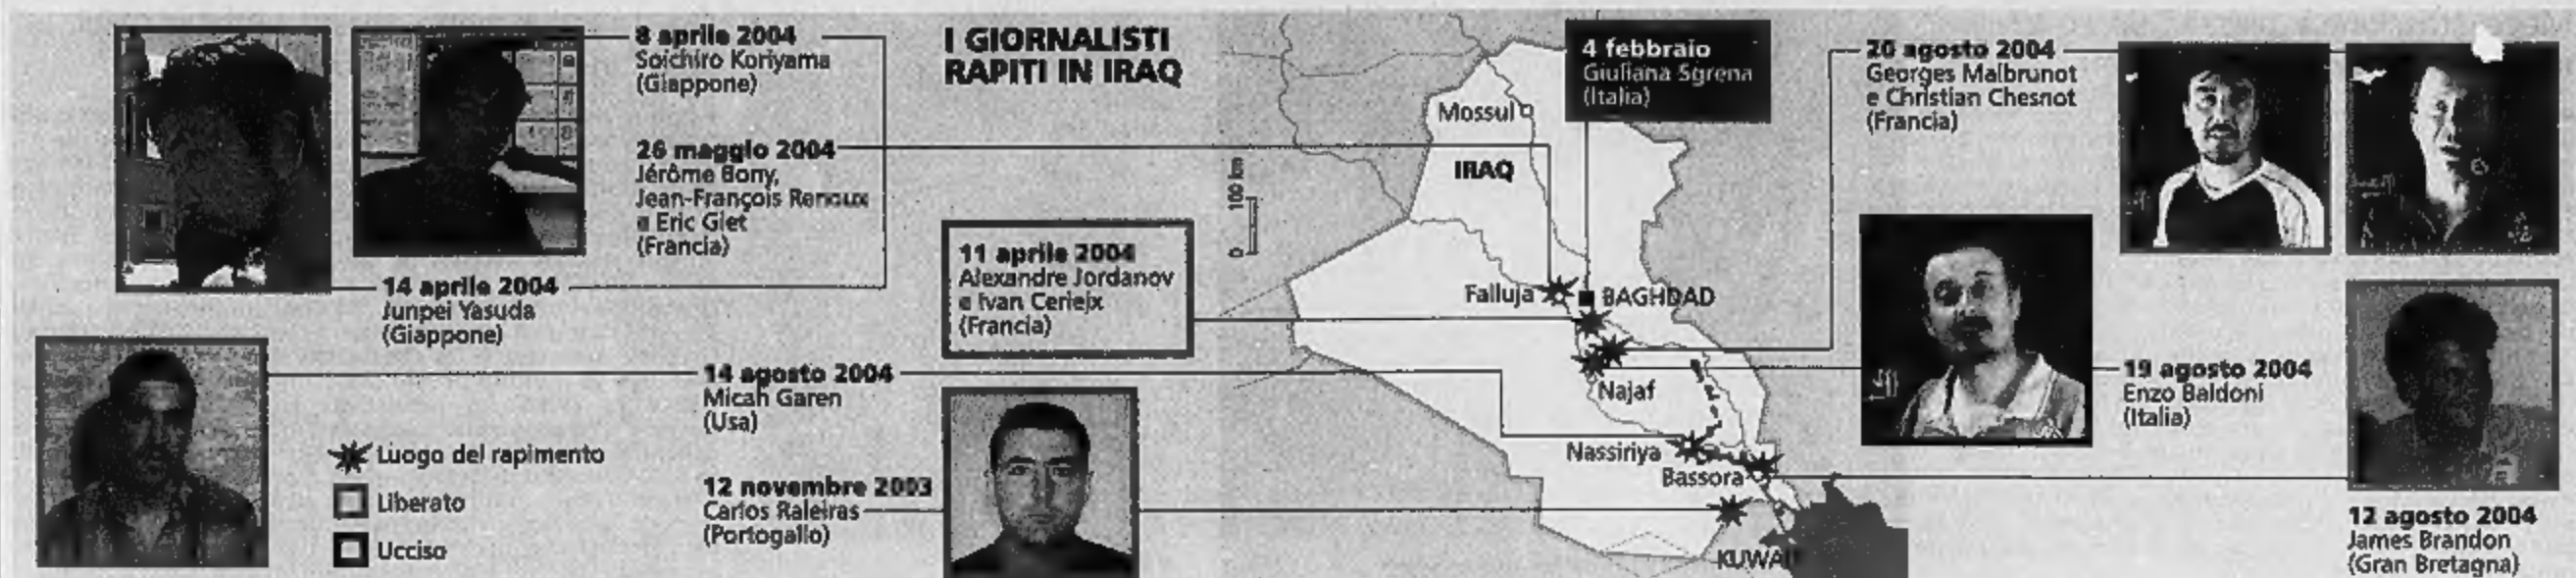 I GIORNALISTI
RAPITI IN IRAQ
8 aprile 2004
Soichiro Koriyama
(Giappone)
26 maggio 2004
Jérôme Bony,
Jean-François Renoux
e Eric Giet
(Francia)
14 aprile 2004
Junpei Yasuda
(Giappone)
11 aprile 2004
Alexandre Jordanov
e Ivan Ceriejx
(Francia)
14 agosto 2004
Micah Garen
(Usa)
12 novembre 2003
Carlos Raleiras
(Portogallo)
Luogo del rapimento
Liberato
Ucciso
4 febbraio
Giuliana Sgrena
(Italia)
Mossul
IRAQ
100 km
0
Falluja
BAGHDAD
Najaf
Nassiriya
Bassora
KUWAIT
20 agosto 2004
Georges Malbrunot
e Christian Chesnot
(Francia)
19 agosto 2004
Enzo Baldoni
(Italia)
12 agosto 2004
James Brandon
(Gran Bretagna)